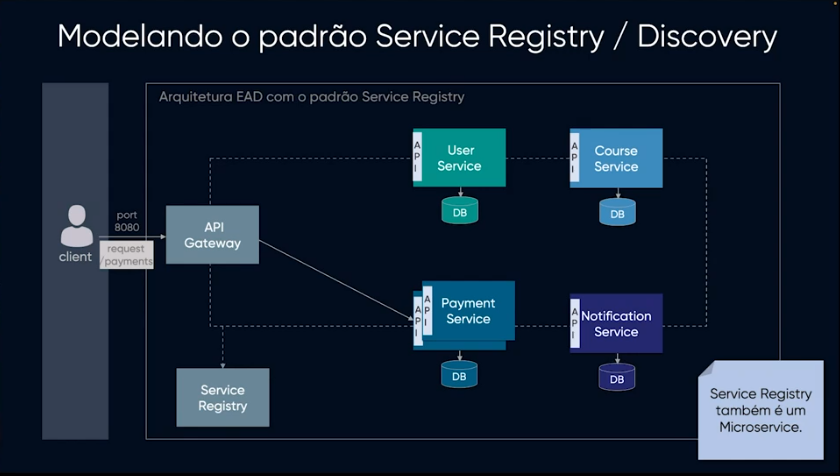 Modelando o padrão Service Registry / Discovery
Arquitetura EAD com o padrão Service Registry
API
User
Service
DB
API
Course
Service
DB
port
8080
client
request
/payments
API
Gateway
API
API
Payment
Service
DB
API
Notification
Service
DB
Service
Registry
Service Registry
também é um
Microservice.